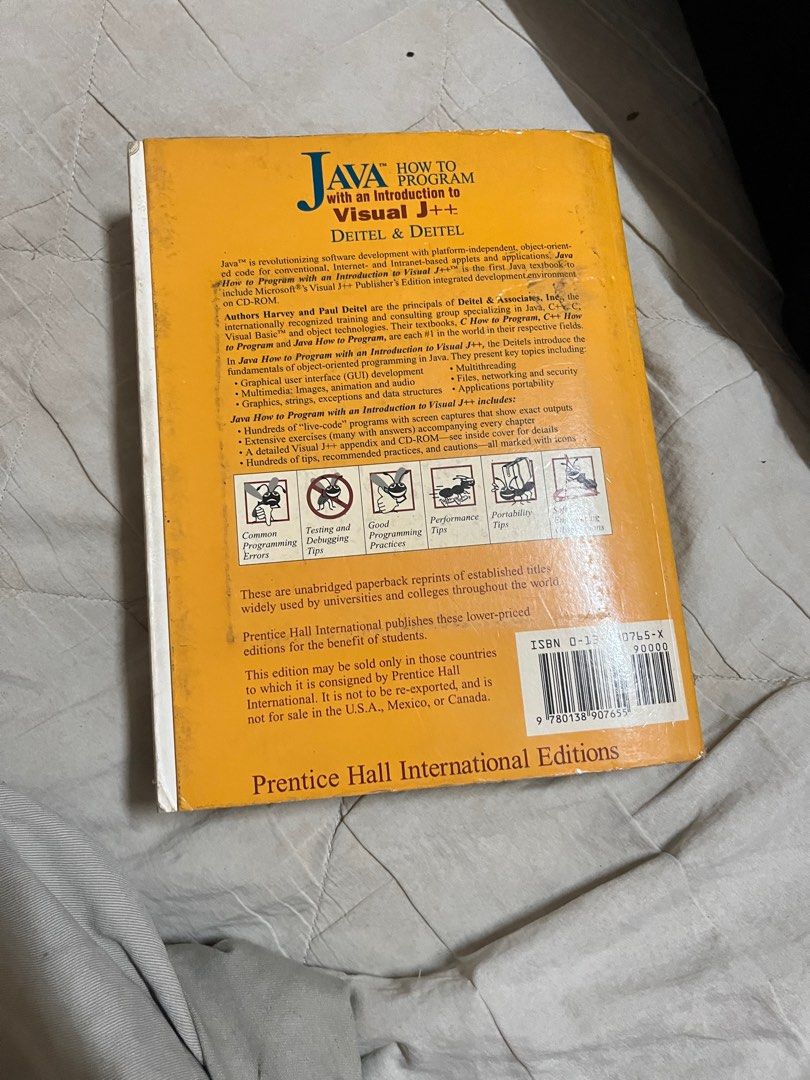 JAVA™ HOW TO
PROGRAM
with an Introduction to
Visual J++
DEITEL & DEITEL
Java™ is revolutionizing software development with platform-independent, object-orient-
ed code for conventional, Internet- and Intranet-based applets and applications. Java
How to Program with an Introduction to Visual J++™ is the first Java textbook to
include Microsoft®'s Visual J++ Publisher's Edition integrated development environment
on CD-ROM.
Authors Harvey and Paul Deitel are the principals of Deitel & Associates, Inc., the
internationally recognized training and consulting group specializing in Java, C++, C,
Visual Basic™ and object technologies. Their textbooks, C How to Program, C++ How
to Program and Java How to Program, are each #1 in the world in their respective fields.
In Java How to Program with an Introduction to Visual J++, the Deitels introduce the
fundamentals of object-oriented programming in Java. They present key topics including:
• Graphical user interface (GUI) development
• Multimedia: Images, animation and audio
• Graphics, strings, exceptions and data structures
• Multithreading
• Files, networking and security
• Applications portability
Java How to Program with an Introduction to Visual J++ includes:
• Hundreds of "live-code" programs with screen captures that show exact outputs
• Extensive exercises (many with answers) accompanying every chapter
• A detailed Visual J++ appendix and CD-ROM—see inside cover for details
• Hundreds of tips, recommended practices, and cautions—all marked with icons
Common
Programming
Errors
Testing and
Debugging
Tips
Good
Programming
Practices
Performance
Tips
Portability
Tips
These are unabridged paperback reprints of established titles
widely used by universities and colleges throughout the world
Prentice Hall International publishes these lower-priced
editions for the benefit of students.
This edition may be sold only in those countries
to which it is consigned by Prentice Hall
International. It is not to be re-exported, and is
not for sale in the U.S.A., Mexico, or Canada.
ISBN 0-13- 0765-X
90000
9 780138 907655
Prentice Hall International Editions